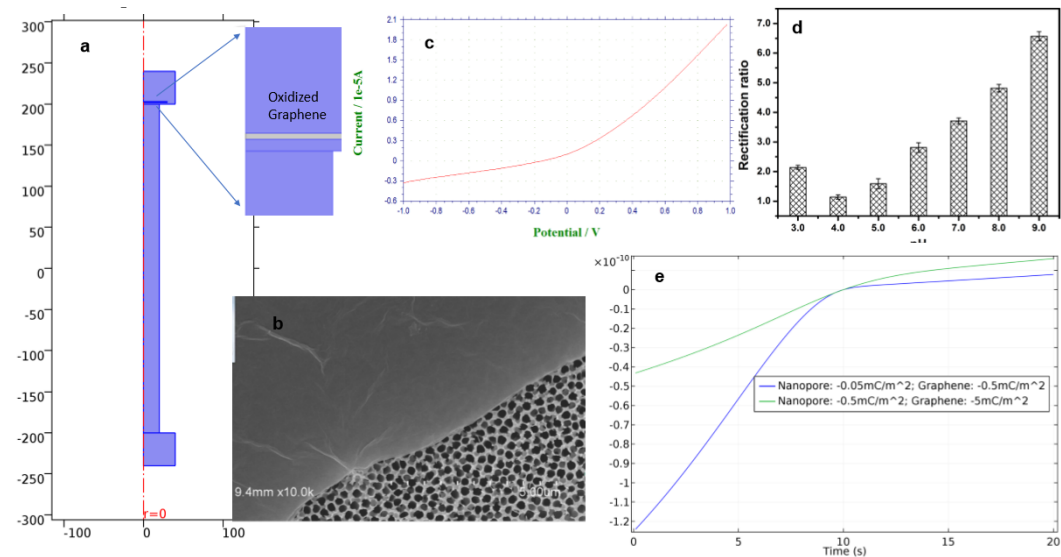 a
300
250
200
150
100
50
0
-50
-100
-150
-200
-250
-300
-100
0
100
r=0
Oxidized
Graphene
b
9.4mm x10.0k
c
Current / 1e-5A
2.1
1.8
1.5
1.2
0.9
0.6
0.3
0
-0.3
-0.6
-1.0 -0.8 -0.6 -0.4 -0.2 0 0.2 0.4 0.6 0.8 1.0
Potential / V
d
Rectification ratio
7.0
6.0
5.0
4.0
3.0
2.0
1.0
3.0 4.0 5.0 6.0 7.0 8.0 9.0
e
×10⁻¹⁰
0
-0.1
-0.2
-0.3
-0.4
-0.5
-0.6
-0.7
-0.8
-0.9
-1
-1.1
-1.2
Nanopore: -0.05mC/m^2; Graphene: -0.5mC/m^2
Nanopore: -0.5mC/m^2; Graphene: -5mC/m^2
0 5 10 15 20
Time (s)